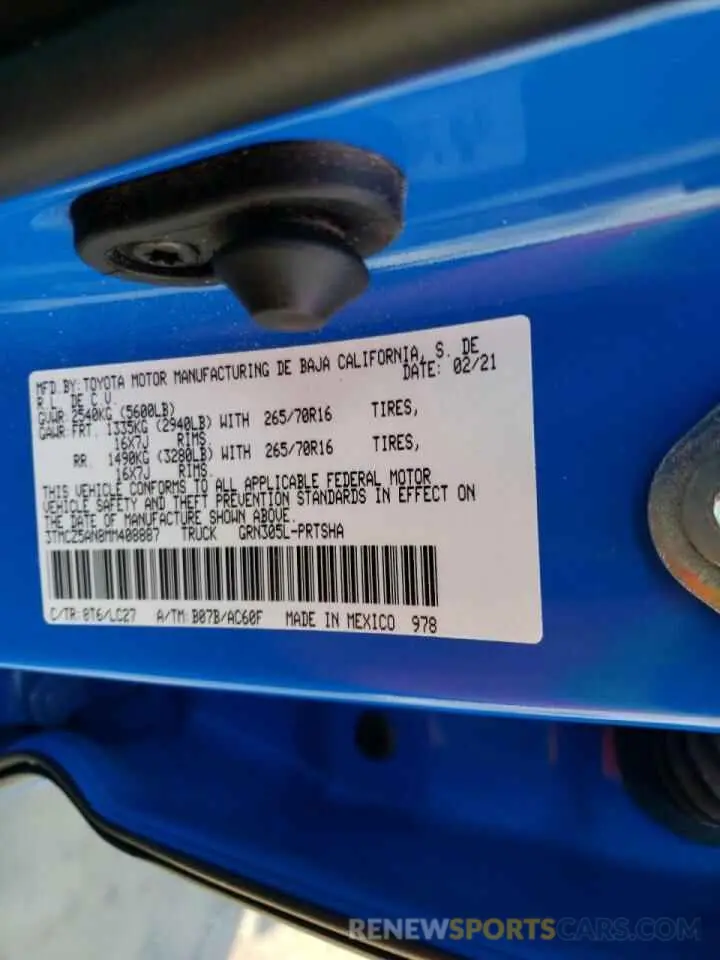 MFD.BY:TOYOTA MOTOR MANUFACTURING DE BAJA CALIFORNIA, S. DE
R.L. DE C.V. DATE: 02/21
GVWR 2540KG (5600LB)
GAWR FRT. 1335KG (2940LB) WITH 265/70R16 TIRES,
16X7J RIMS.
RR. 1490KG (3280LB) WITH 265/70R16 TIRES,
16X7J RIMS.
THIS VEHICLE CONFORMS TO ALL APPLICABLE FEDERAL MOTOR
VEHICLE SAFETY AND THEFT PREVENTION STANDARDS IN EFFECT ON
THE DATE OF MANUFACTURE SHOWN ABOVE.
3TMCZ5AN8MM408887 TRUCK GRN305L-PRTSHA
C/TR:8T6/LC27 A/TM:B07B/AC60F MADE IN MEXICO 978
RENEWSPORTSCARS.COM